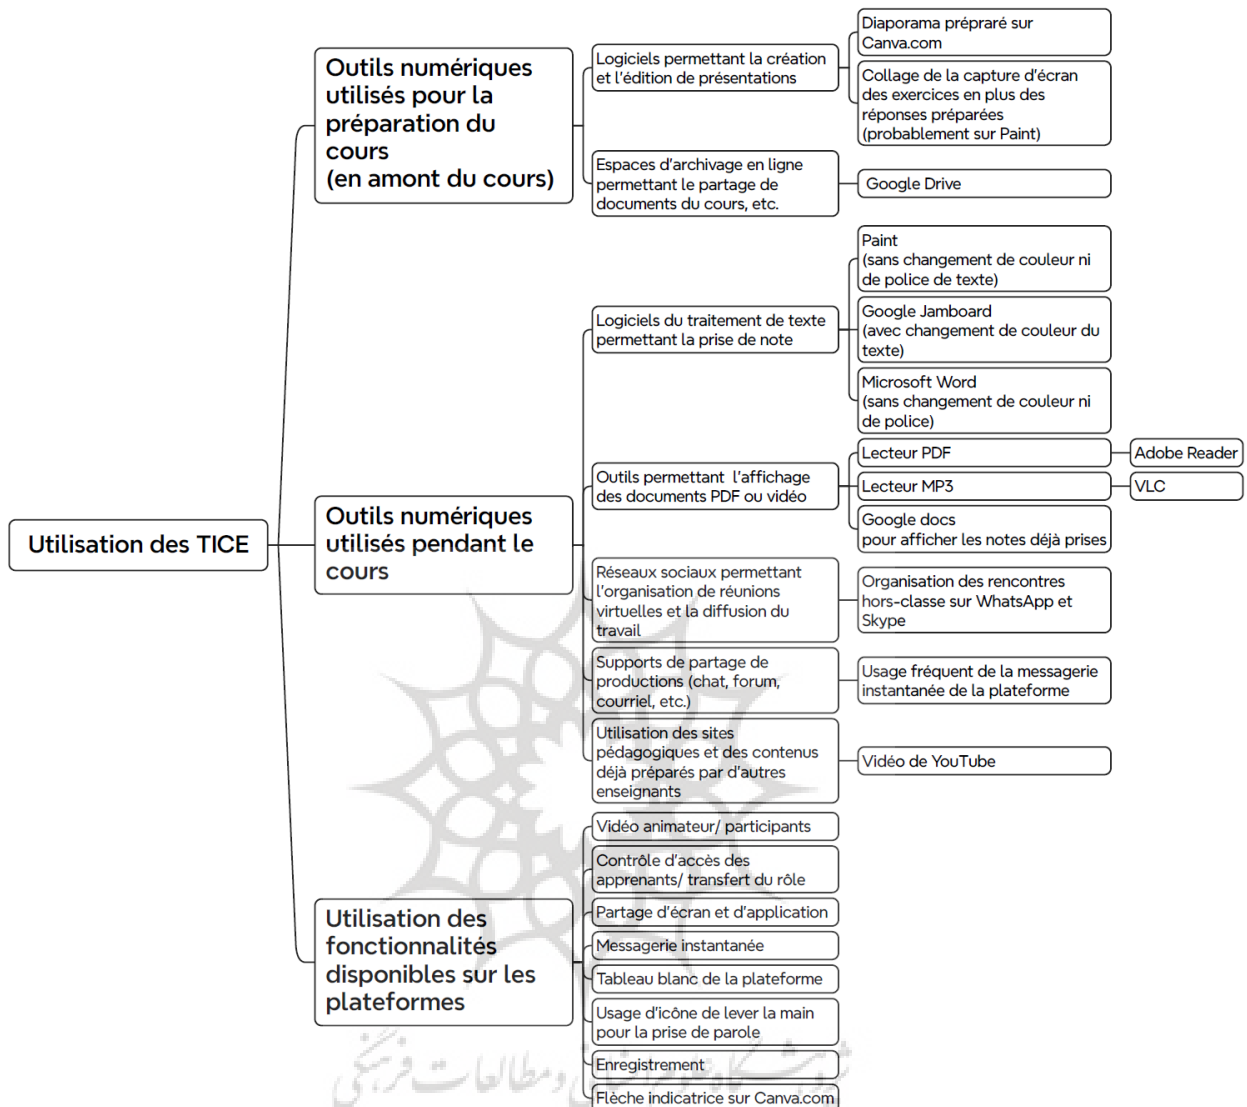 Utilisation des TICE
Outils numériques
utilisés pour la
préparation du
cours
(en amont du cours)
Logiciels permettant la création
et l'édition de présentations
Diaporama prépraré sur
Canva.com
Collage de la capture d'écran
des exercices en plus des
réponses préparées
(probablement sur Paint)
Espaces d'archivage en ligne
permettant le partage de
documents du cours, etc.
Google Drive
Outils numériques
utilisés pendant le
cours
Logiciels du traitement de texte
permettant la prise de note
Paint
(sans changement de couleur ni
de police de texte)
Google Jamboard
(avec changement de couleur du
texte)
Microsoft Word
(sans changement de couleur ni
de police)
Outils permettant l'affichage
des documents PDF ou vidéo
Lecteur PDF
Adobe Reader
Lecteur MP3
VLC
Google docs
pour afficher les notes déjà prises
Réseaux sociaux permettant
l'organisation de réunions
virtuelles et la diffusion du
travail
Organisation des rencontres
hors-classe sur WhatsApp et
Skype
Supports de partage de
productions (chat, forum,
courriel, etc.)
Usage fréquent de la messagerie
instantanée de la plateforme
Utilisation des sites
pédagogiques et des contenus
déjà préparés par d'autres
enseignants
Vidéo de YouTube
Utilisation des
fonctionnalités
disponibles sur les
plateformes
Vidéo animateur/ participants
Contrôle d'accès des
apprenants/ transfert du rôle
Partage d'écran et d'application
Messagerie instantanée
Tableau blanc de la plateforme
Usage d'icône de lever la main
pour la prise de parole
Enregistrement
Flèche indicatrice sur Canva.com
و مطالعات فرهنگی